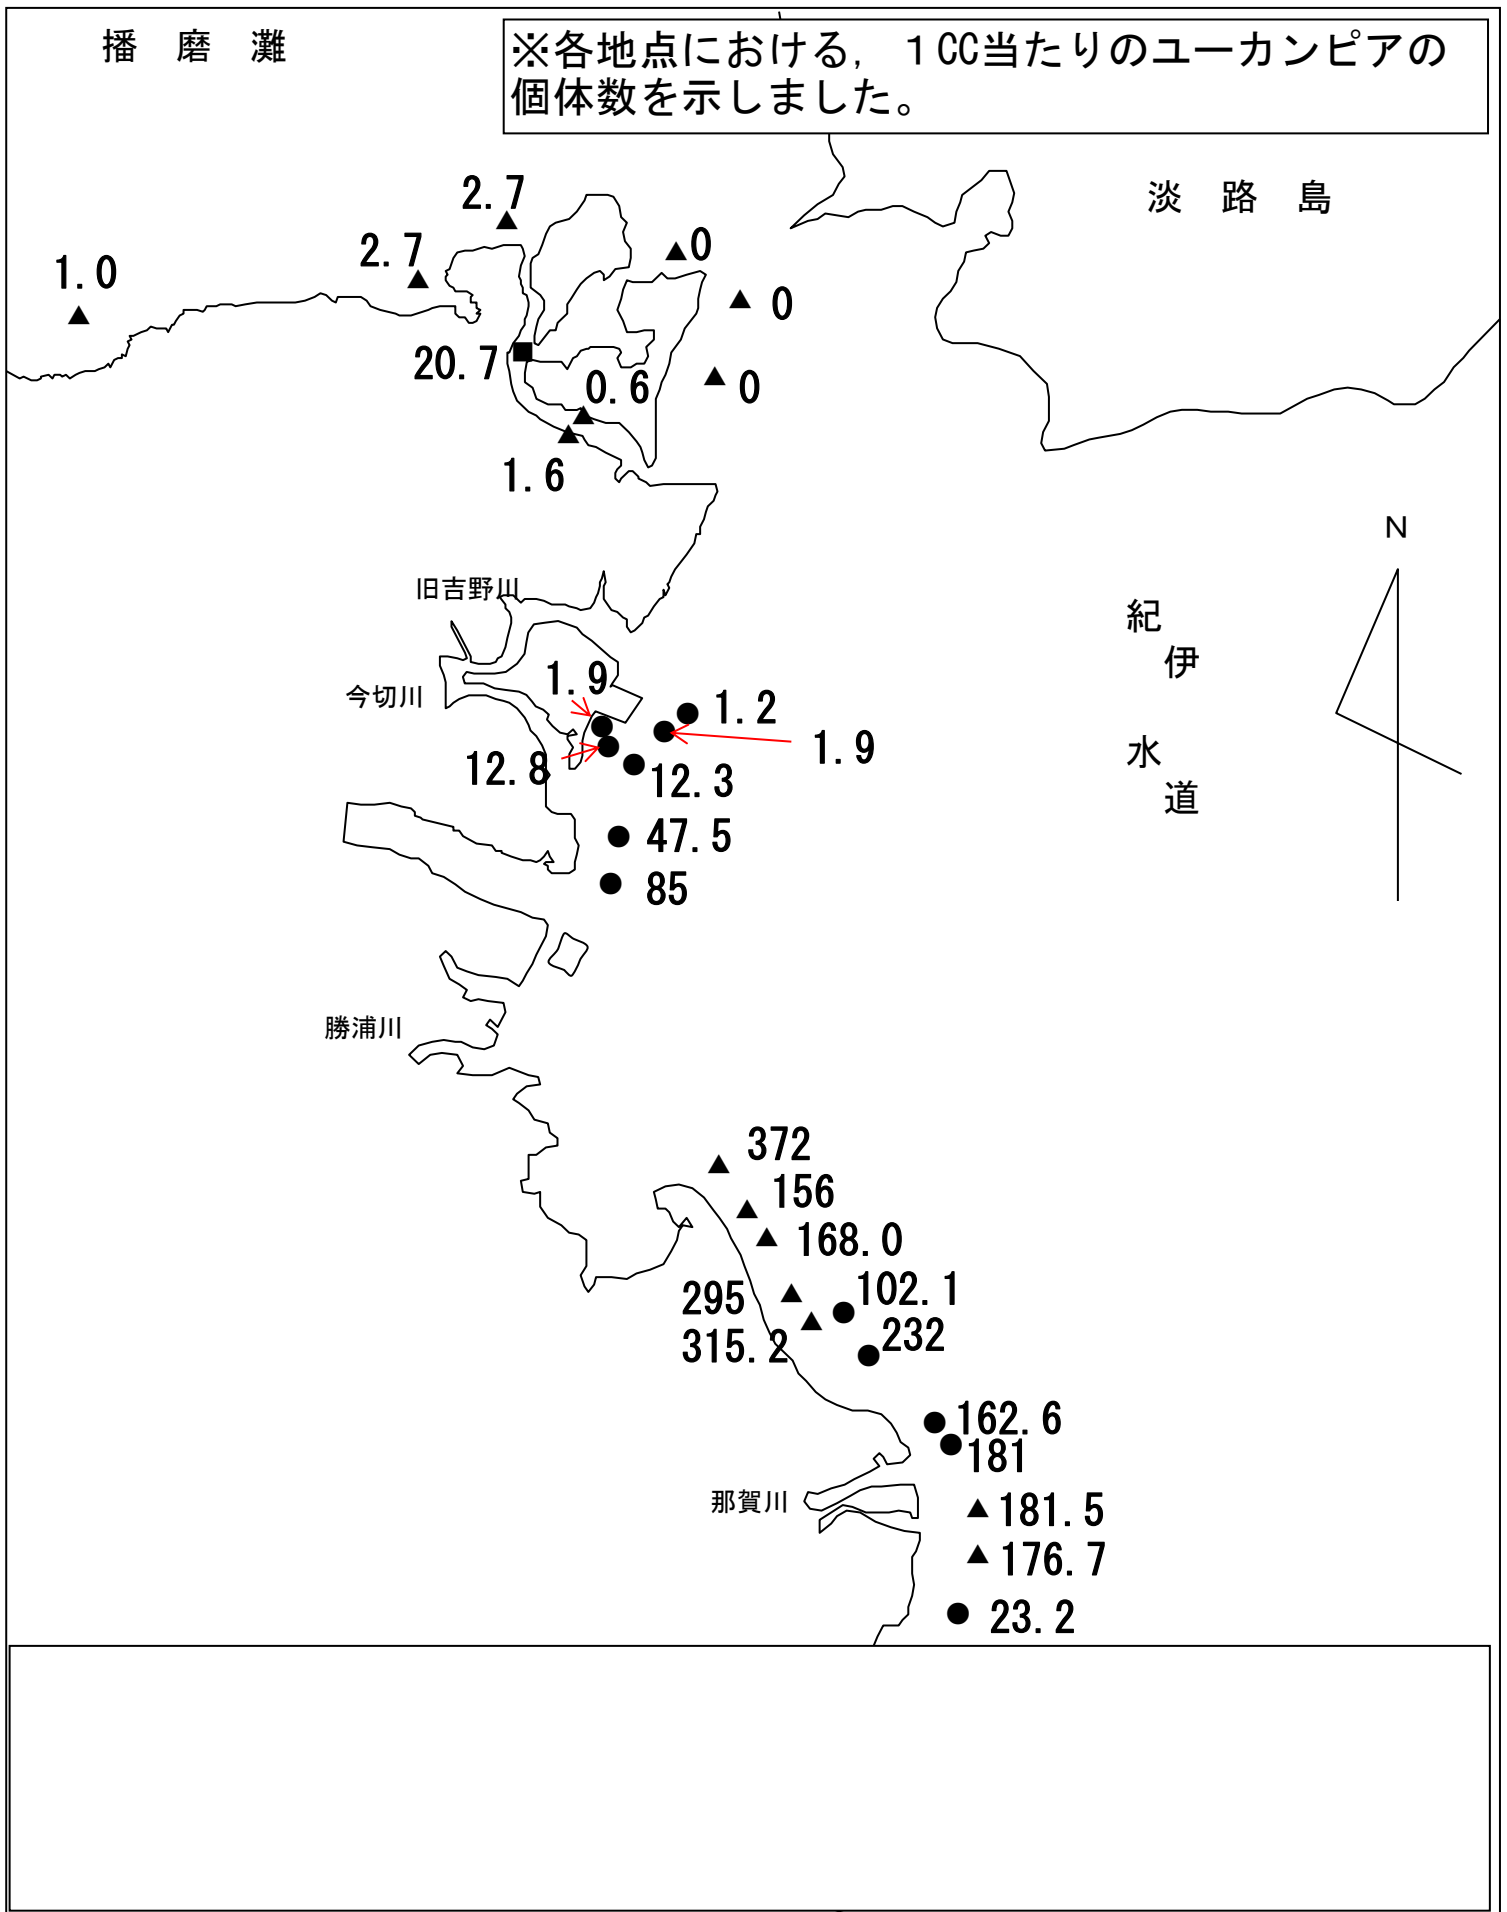 播 磨 灘
※各地点における，１CC当たりのユーカンピアの
個体数を示しました。
淡 路 島
2.7
2.7
0
1.0
0
20.7
0.6
0
1.6
N
旧吉野川
紀
伊
水
道
今切川
1.9
1.2
1.9
12.8
12.3
47.5
85
勝浦川
372
156
168.0
295
102.1
315.2
232
162.6
181
那賀川
181.5
176.7
23.2